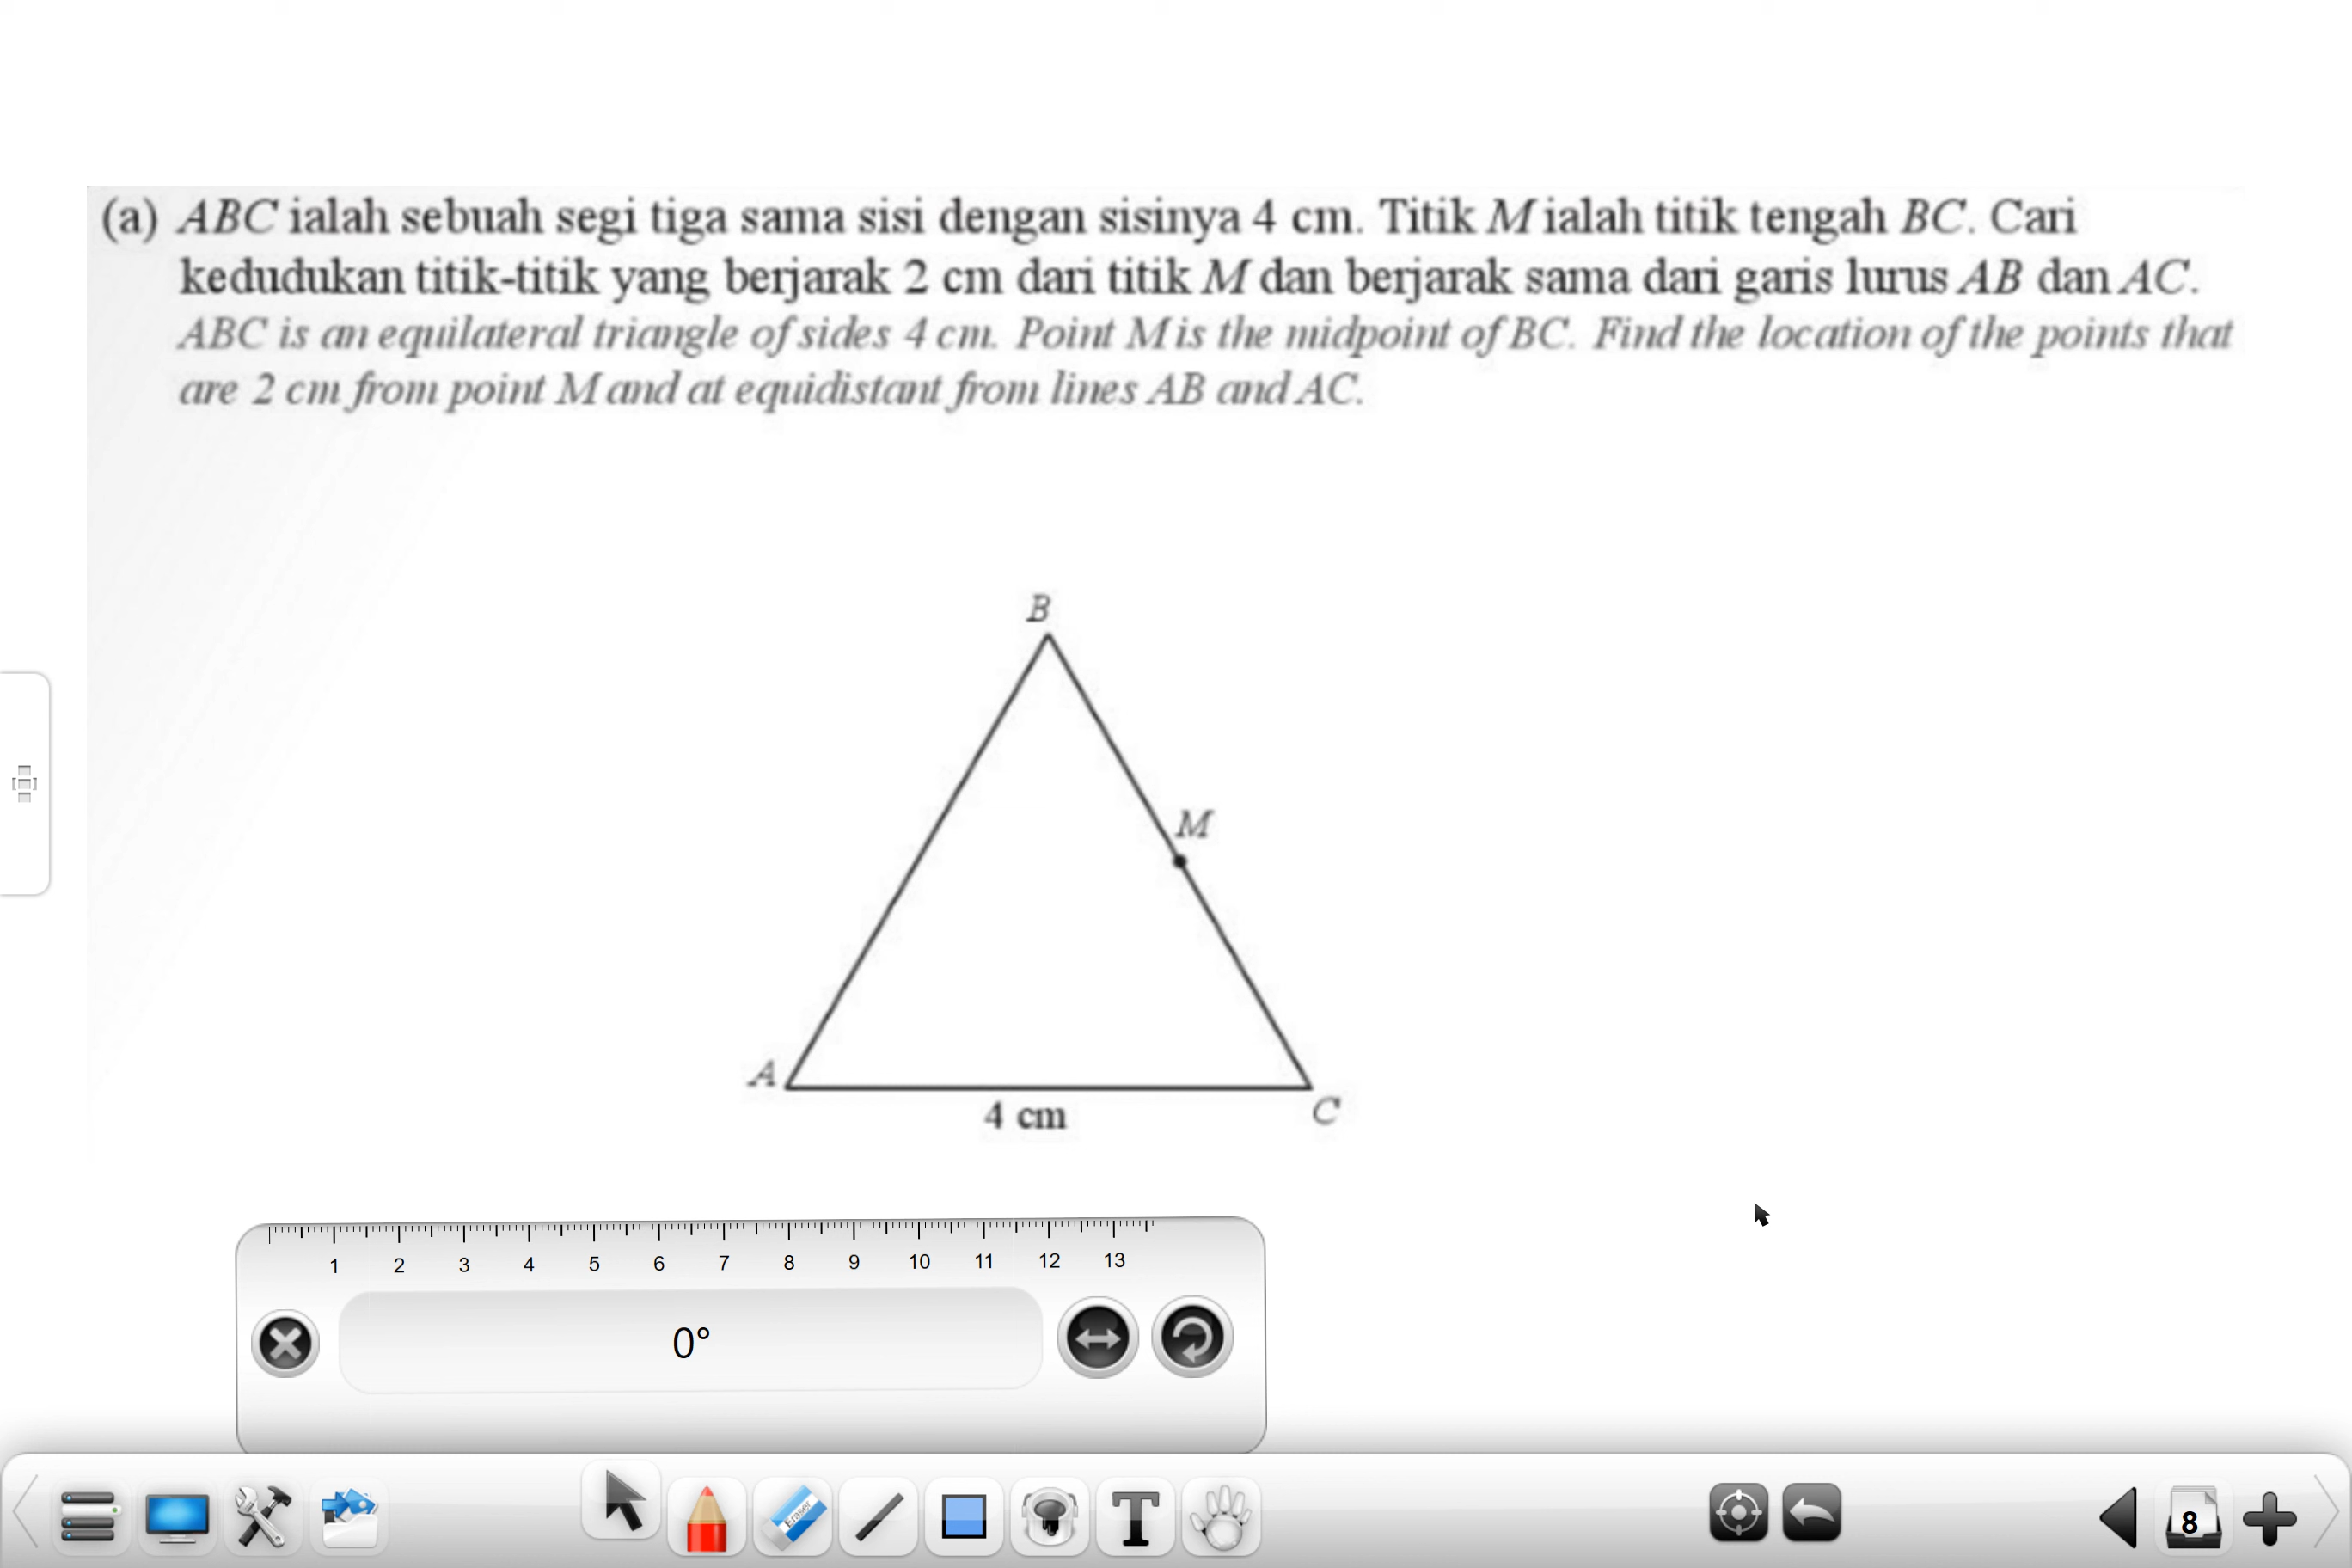 (a) ABC ialah sebuah segi tiga sama sisi dengan sisinya 4 cm. Titik M ialah titik tengah BC. Cari
kedudukan titik-titik yang berjarak 2 cm dari titik M dan berjarak sama dari garis lurus AB dan AC.
ABC is an equilateral triangle of sides 4 cm. Point M is the midpoint of BC. Find the location of the points that
are 2 cm from point M and at equidistant from lines AB and AC.
B
M
A
C
4 cm
1 2 3 4 5 6 7 8 9 10 11 12 13
0°
Eraser
T
8